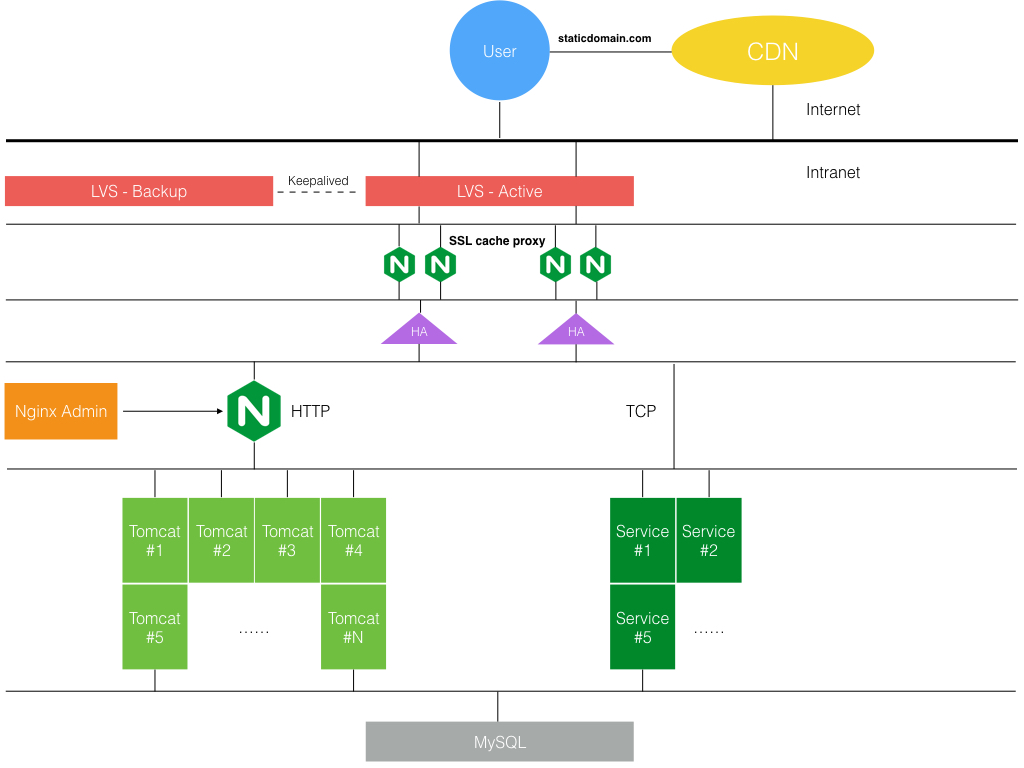 staticdomain.com
User
CDN
Internet
Intranet
Keepalived
LVS - Backup
LVS - Active
SSL cache proxy
N
N
N
N
HA
HA
Nginx Admin
N
HTTP
TCP
Tomcat
#1
Tomcat
#2
Tomcat
#3
Tomcat
#4
Service
#1
Service
#2
Tomcat
#5
......
Tomcat
#N
Service
#5
......
MySQL